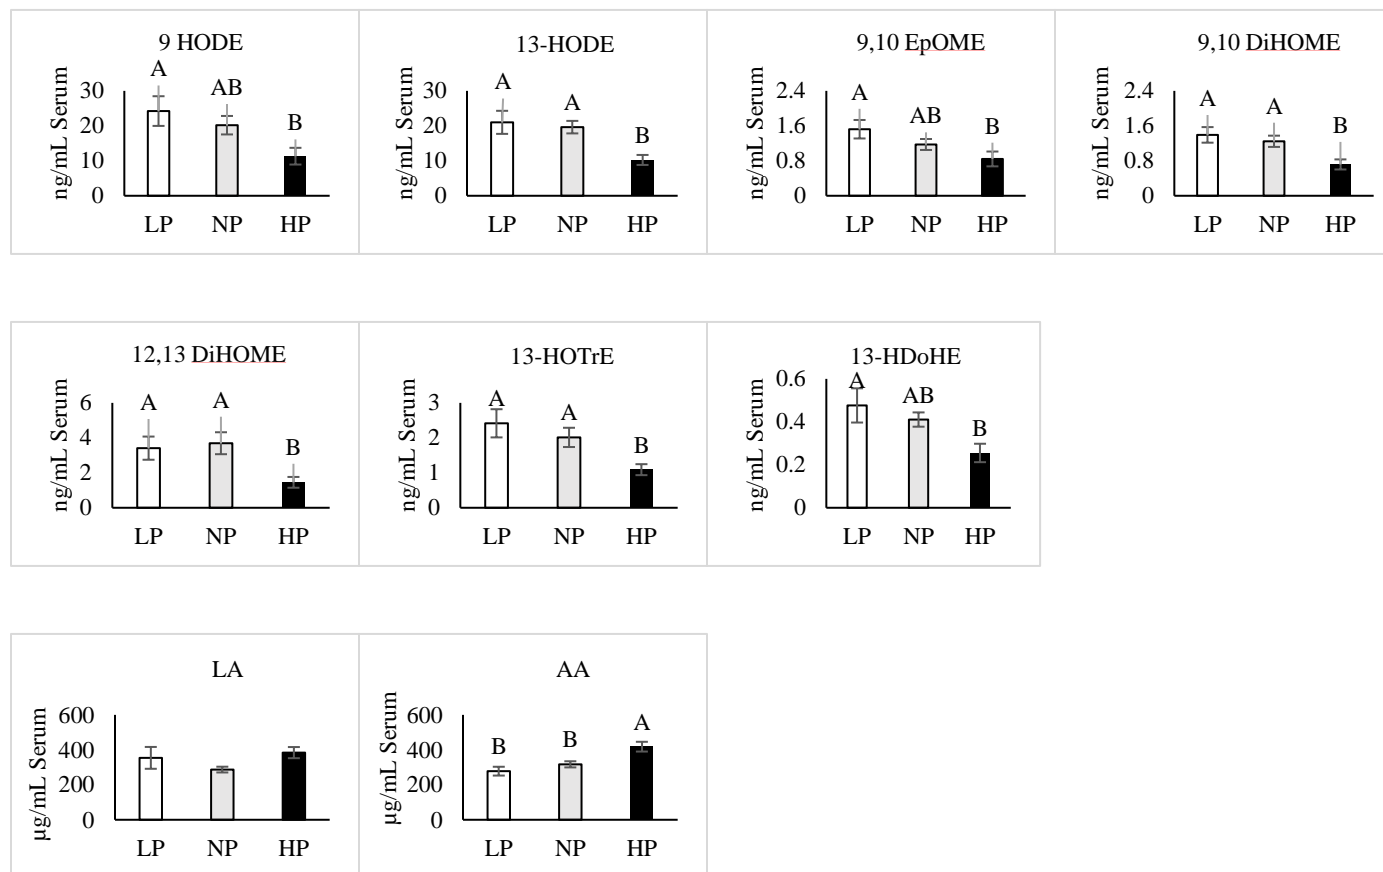 9 HODE
A
AB
B
ng/mL Serum
30
20
10
0
LP NP HP
13-HODE
A
A
B
ng/mL Serum
30
20
10
0
LP NP HP
9,10 EpOME
A
AB
B
ng/mL Serum
2.4
1.6
0.8
0
LP NP HP
9,10 DiHOME
A
A
B
ng/mL Serum
2.4
1.6
0.8
0
LP NP HP
12,13 DiHOME
A
A
B
ng/mL Serum
6
4
2
0
LP NP HP
13-HOTrE
A
A
B
ng/mL Serum
3
2
1
0
LP NP HP
13-HDoHE
A
AB
B
ng/mL Serum
0.6
0.4
0.2
0
LP NP HP
LA
µg/mL Serum
600
400
200
0
LP NP HP
AA
B
B
A
µg/mL Serum
600
400
200
0
LP NP HP